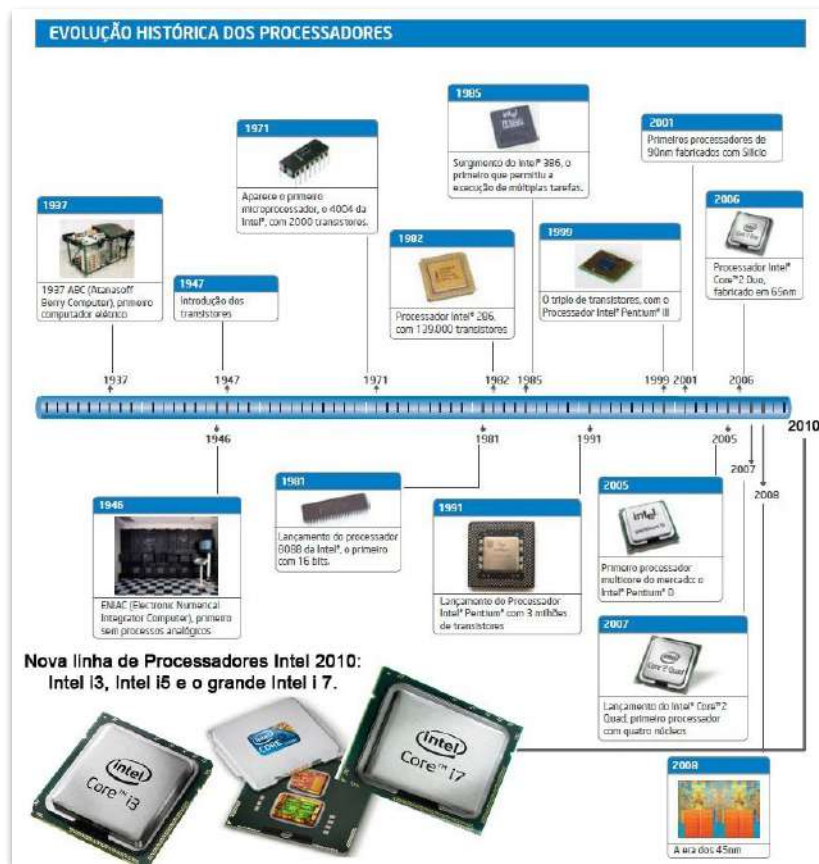 EVOLUÇÃO HISTÓRICA DOS PROCESSADORES
1937
1937 ABC (Atanasoff
Berry Computer), primeiro
computador elétrico
1947
Introdução dos
transistores
1971
Aparece o primeiro
microprocessador, o 4004 da
Intel®, com 2000 transistores.
1982
Processador Intel® 286,
com 139.000 transistores
1985
intel
Surgimento do Intel® 386, o
primeiro que permitiu a
execução de múltiplas tarefas.
1999
O triplo de transistores, com o
Processador Intel® Pentium® III
2001
Primeiros processadores de
90nm fabricados com Silício
2006
Processador Intel®
Core™2 Duo,
fabricado em 65nm
1937
1947
1971
1982
1985
1999
2001
2006
1946
1981
1991
2005
2007
2008
2010
1946
ENIAC (Electronic Numerical
Integrator Computer), primeiro
sem processos analógicos
1981
Lançamento do processador
8088 da Intel®, o primeiro
com 16 bits.
1991
Lançamento do Processador
Intel® Pentium® com 3 milhões
de transistores
2005
intel
Primeiro processador
multicore do mercado: o
Intel® Pentium® D
2007
Core™2 Quad
Lançamento do Intel® Core™2
Quad, primeiro processador
com quatro núcleos
2008
A era dos 45nm
Nova linha de Processadores Intel 2010:
Intel i3, Intel i5 e o grande Intel i 7.
intel
Core™ i3
intel
CORE
intel
Core™ i7